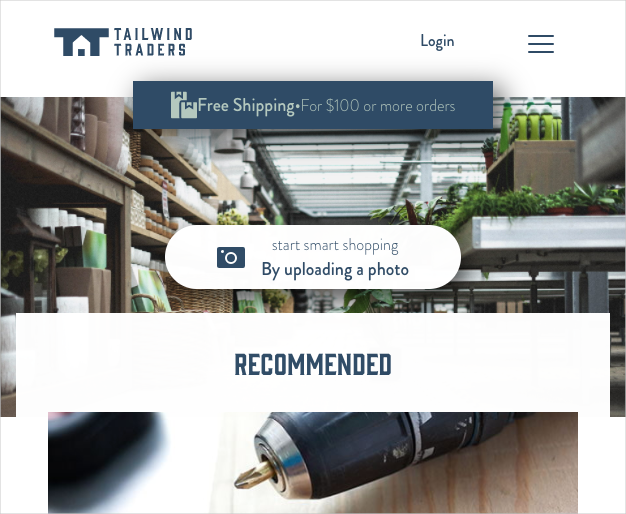 TAILWIND
TRADERS
Login
Free Shipping•For $100 or more orders
start smart shopping
By uploading a photo
RECOMMENDED